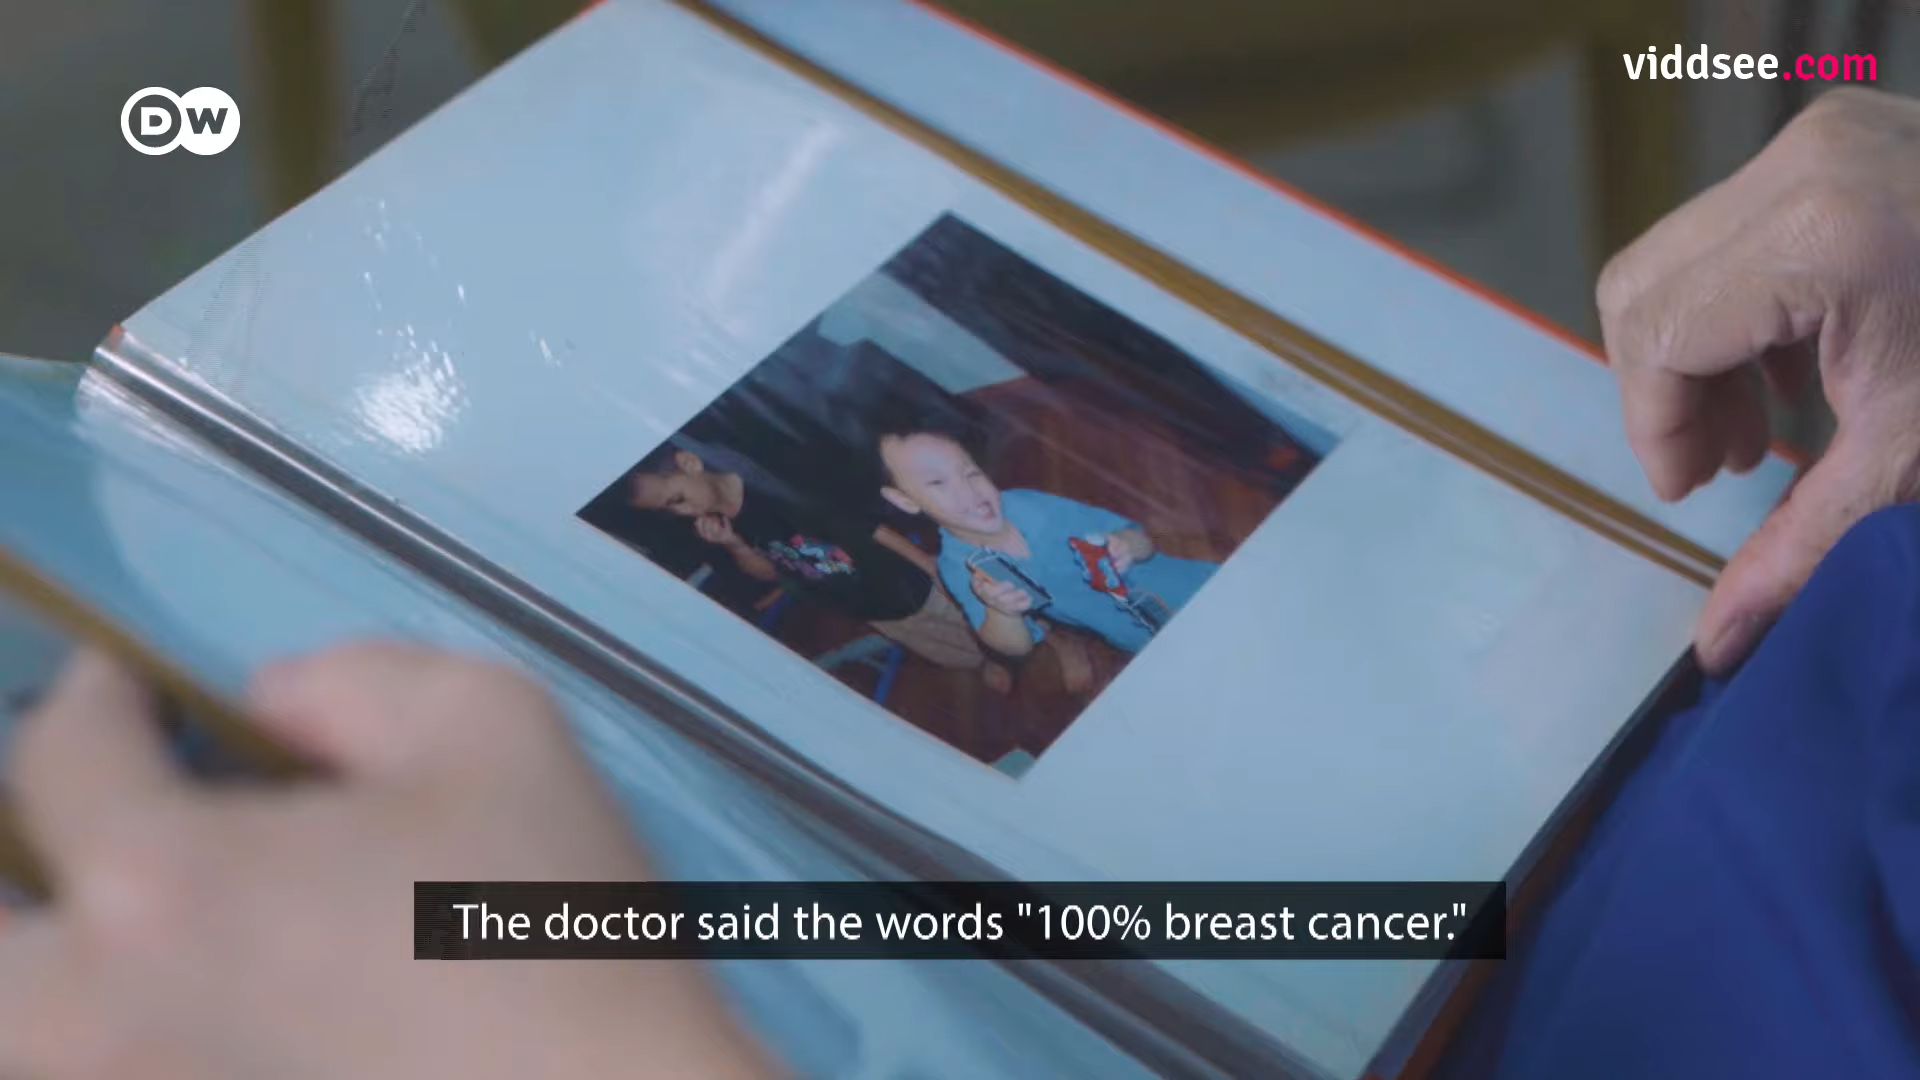 viddsee.com
DW
The doctor said the words "100% breast cancer."